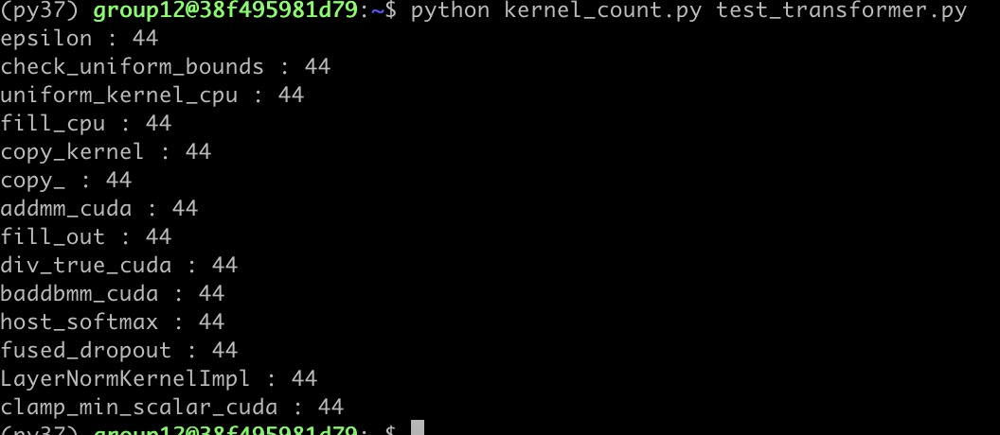 (py37) group12@38f495981d79:~$ python kernel_count.py test_transformer.py
epsilon : 44
check_uniform_bounds : 44
uniform_kernel_cpu : 44
fill_cpu : 44
copy_kernel : 44
copy_ : 44
addmm_cuda : 44
fill_out : 44
div_true_cuda : 44
baddbmm_cuda : 44
host_softmax : 44
fused_dropout : 44
LayerNormKernelImpl : 44
clamp_min_scalar_cuda : 44
(py37) group12@38f495981d79:~$